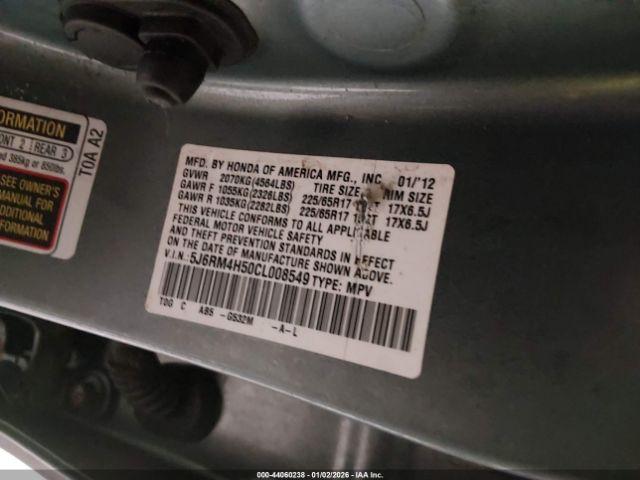 ORMATION
ONT 2 REAR 3
d 385kg or 850lbs.
SEE OWNER'S
MANUAL FOR
ADDITIONAL
INFORMATION
T0A A2
MFD. BY HONDA OF AMERICA MFG., INC. 01/'12
GVWR 2070KG(4564LBS) TIRE SIZE RIM SIZE
GAWR F 1055KG(2326LBS) 225/65R17 17X6.5J
GAWR R 1035KG(2282LBS) 225/65R17 102T 17X6.5J
THIS VEHICLE CONFORMS TO ALL APPLICABLE
FEDERAL MOTOR VEHICLE SAFETY
AND THEFT PREVENTION STANDARDS IN EFFECT
ON THE DATE OF MANUFACTURE SHOWN ABOVE.
V.I.N.: 5J6RM4H50CL008549 TYPE: MPV
T0G C ABS -G532M -A-L
000-44060238 - 01/02/2026 - IAA Inc.